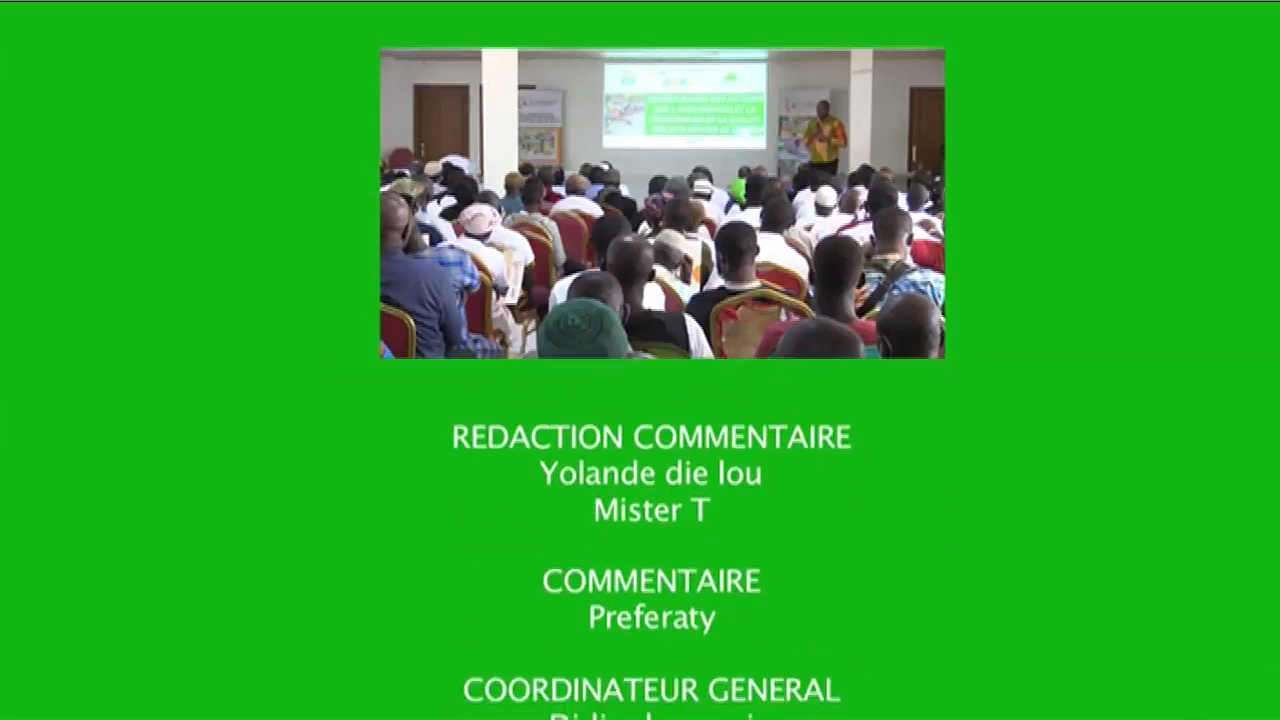 REDACTION COMMENTAIRE
Yolande die lou
Mister T
COMMENTAIRE
Preferaty
COORDINATEUR GENERAL